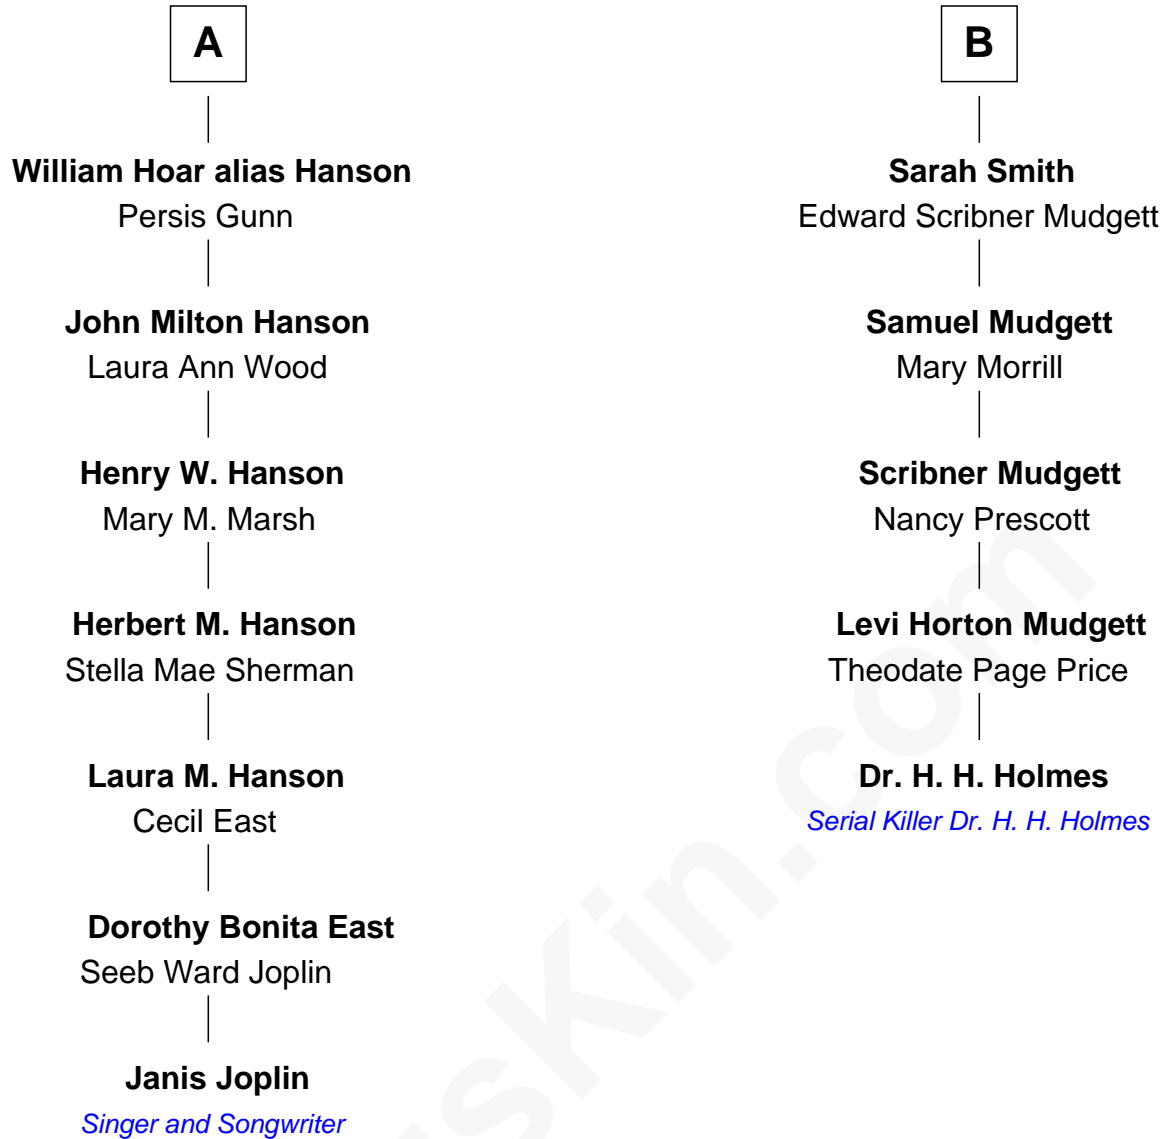 A
William Hoar alias Hanson
Persis Gunn
John Milton Hanson
Laura Ann Wood
Henry W. Hanson
Mary M. Marsh
Herbert M. Hanson
Stella Mae Sherman
Laura M. Hanson
Cecil East
Dorothy Bonita East
Seeb Ward Joplin
Janis Joplin
Singer and Songwriter
B
Sarah Smith
Edward Scribner Mudgett
Samuel Mudgett
Mary Morrill
Scribner Mudgett
Nancy Prescott
Levi Horton Mudgett
Theodate Page Price
Dr. H. H. Holmes
Serial Killer Dr. H. H. Holmes